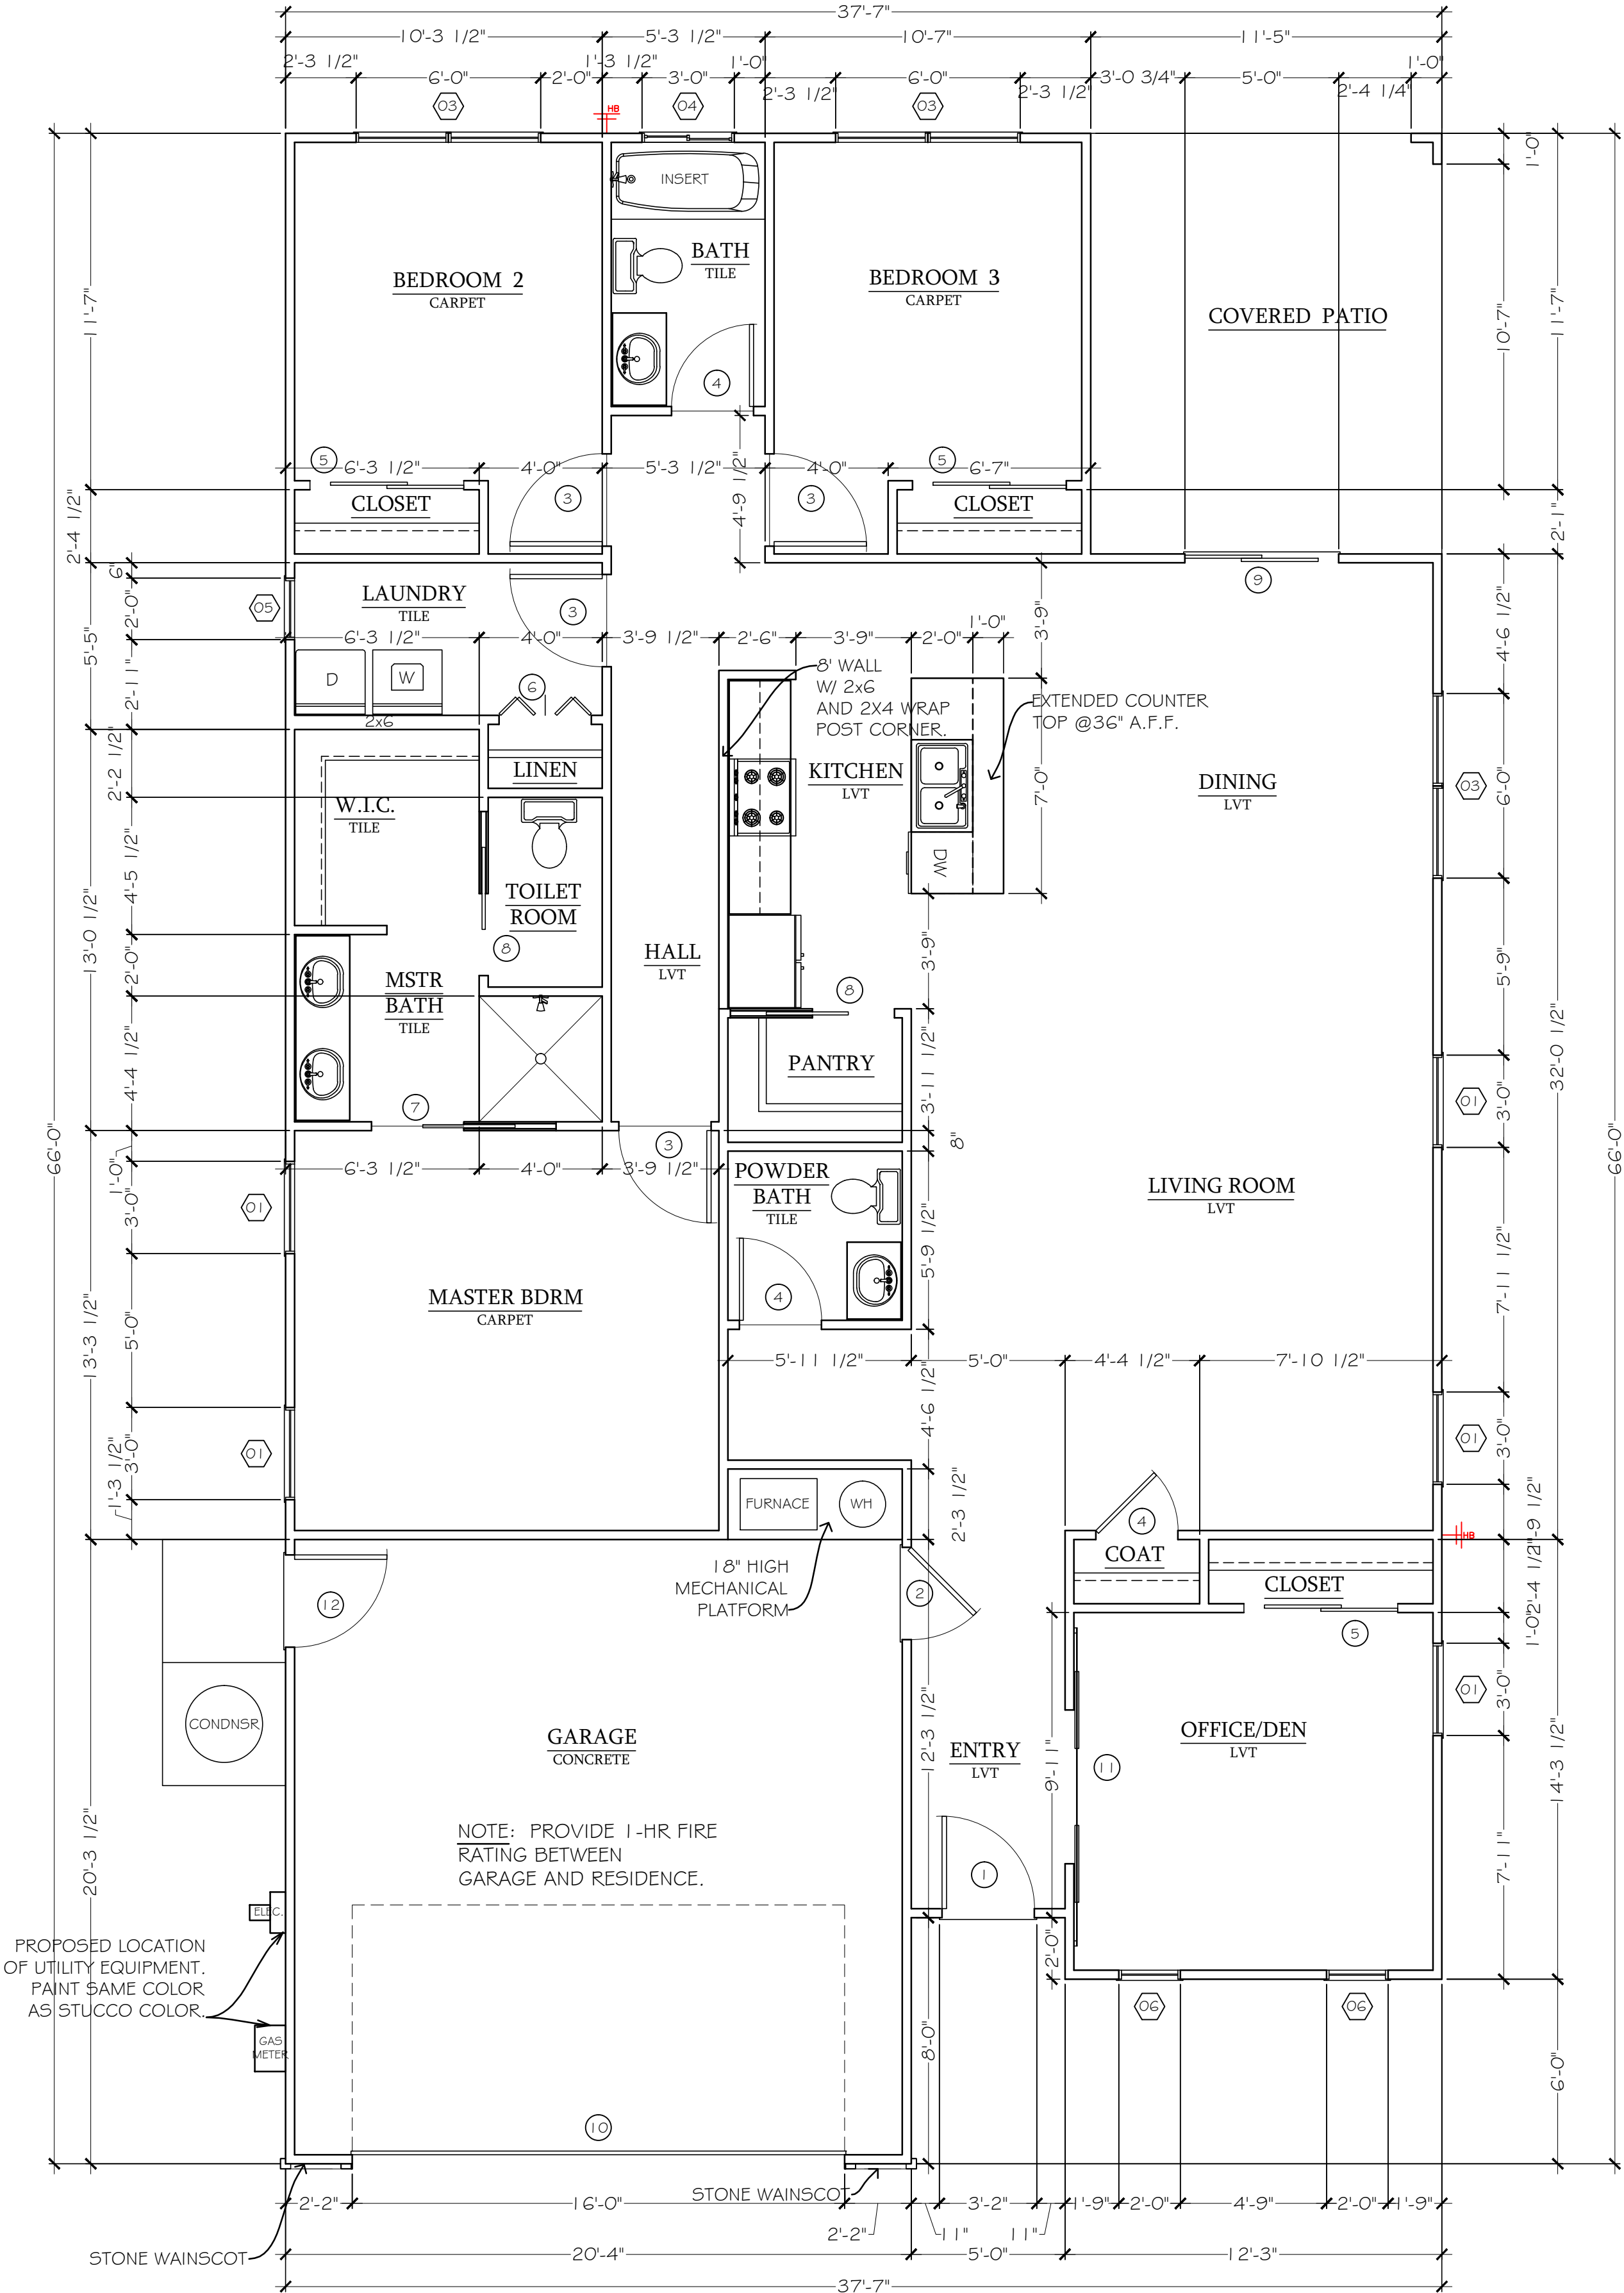 37'-7"
10'-3 1/2"
5'-3 1/2"
10'-7"
11'-5"
2'-3 1/2"
6'-0"
2'-0"
1'-3 1/2"
3'-0"
1'-0"
2'-3 1/2"
6'-0"
2'-3 1/2"
3'-0 3/4"
5'-0"
2'-4 1/4"
1'-0"
03
HB
04
03
INSERT
BATH
TILE
BEDROOM 2
CARPET
BEDROOM 3
CARPET
COVERED PATIO
4
5
6'-3 1/2"
4'-0"
5'-3 1/2"
4'-0"
5
6'-7"
CLOSET
3
4'-9 1/2"
3
CLOSET
LAUNDRY
TILE
3
9
05
6'-3 1/2"
4'-0"
3'-9 1/2"
2'-6"
3'-9"
2'-0"
1'-0"
3'-9"
D
W
2x6
6
8' WALL
W/ 2x6
AND 2X4 WRAP
POST CORNER.
EXTENDED COUNTER
TOP @36" A.F.F.
LINEN
W.I.C.
TILE
KITCHEN
LVT
7'-0"
DINING
LVT
DW
TOILET
ROOM
8
HALL
LVT
MSTR
BATH
TILE
8
3'-9"
PANTRY
3'-11 1/2"
8"
7
3
6'-3 1/2"
4'-0"
3'-9 1/2"
POWDER
BATH
TILE
5'-9 1/2"
LIVING ROOM
LVT
4
MASTER BDRM
CARPET
5'-11 1/2"
5'-0"
4'-4 1/2"
7'-10 1/2"
4'-6 1/2"
FURNACE
WH
2'-3 1/2"
4
COAT
CLOSET
5
18" HIGH
MECHANICAL
PLATFORM
12
2
CONDNSR
GARAGE
CONCRETE
12'-3 1/2"
ENTRY
LVT
9'-11"
11
OFFICE/DEN
LVT
NOTE: PROVIDE 1-HR FIRE
RATING BETWEEN
GARAGE AND RESIDENCE.
1
ELEC.
PROPOSED LOCATION
OF UTILITY EQUIPMENT.
PAINT SAME COLOR
AS STUCCO COLOR.
GAS
METER
2'-0"
8'-0"
06
06
10
STONE WAINSCOT
STONE WAINSCOT
66'-0"
11'-7"
2'-4 1/2"
5'-5"
13'-0 1/2"
13'-3 1/2"
20'-3 1/2"
6"
2'-0"
2'-11"
2'-2 1/2"
4'-5 1/2"
2'-0"
4'-4 1/2"
1'-0"
3'-0"
01
5'-0"
3'-0"
01
1'-3 1/2"
1'-0"
10'-7"
11'-7"
2'-1"
4'-6 1/2"
6'-0"
03
5'-9"
3'-0"
01
32'-0 1/2"
7'-11 1/2"
3'-0"
01
HB
1'-9 1/2"
2'-4 1/2"
1'-0"
3'-0"
01
14'-3 1/2"
7'-11"
6'-0"
66'-0"
2'-2"
16'-0"
2'-2"
11"
3'-2"
11"
1'-9"
2'-0"
4'-9"
2'-0"
1'-9"
20'-4"
5'-0"
12'-3"
37'-7"